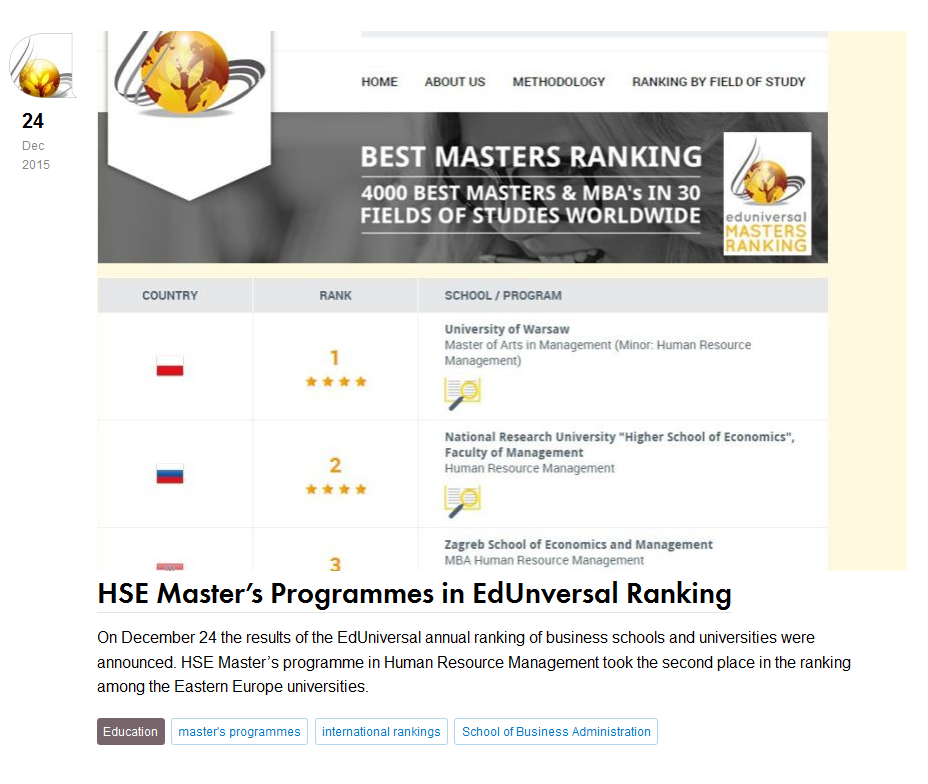 24
Dec
2015
HOME ABOUT US METHODOLOGY RANKING BY FIELD OF STUDY
BEST MASTERS RANKING
4000 BEST MASTERS & MBA's IN 30
FIELDS OF STUDIES WORLDWIDE
eduniversal
MASTERS
RANKING
COUNTRY RANK SCHOOL / PROGRAM
1
University of Warsaw
Master of Arts in Management (Minor: Human Resource
Management)
2
National Research University "Higher School of Economics",
Faculty of Management
Human Resource Management
3
Zagreb School of Economics and Management
MBA Human Resource Management
HSE Master’s Programmes in EdUnversal Ranking
On December 24 the results of the EdUniversal annual ranking of business schools and universities were
announced. HSE Master’s programme in Human Resource Management took the second place in the ranking
among the Eastern Europe universities.
Education master's programmes international rankings School of Business Administration